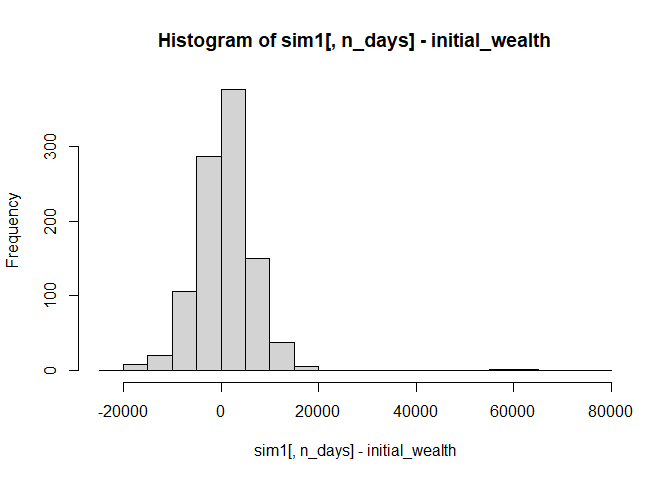 Histogram of sim1[, n_days] - initial_wealth
Frequency
300
200
100
0
-20000 0 20000 40000 60000 80000
sim1[, n_days] - initial_wealth